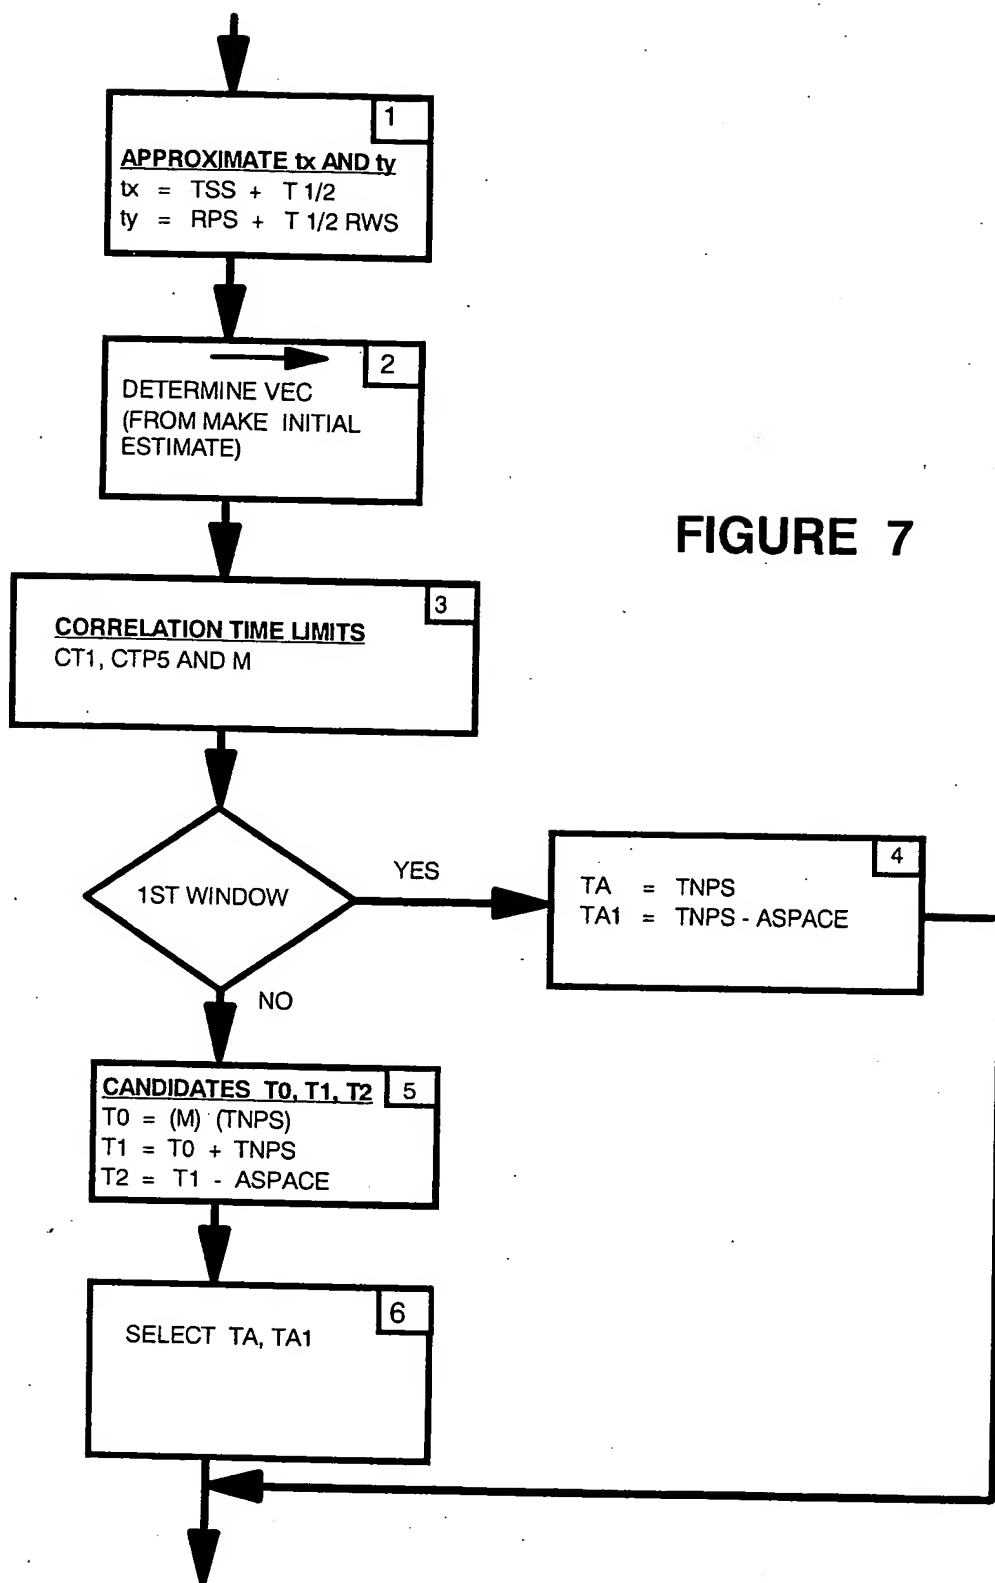 1
APPROXIMATE tx AND ty
tx = TSS + T 1/2
ty = RPS + T 1/2 RWS
2
DETERMINE VEC
(FROM MAKE INITIAL
ESTIMATE)
FIGURE 7
3
CORRELATION TIME LIMITS
CT1, CTP5 AND M
1ST WINDOW
YES
4
TA = TNPS
TA1 = TNPS - ASPACE
NO
CANDIDATES T0, T1, T2
5
T0 = (M) (TNPS)
T1 = T0 + TNPS
T2 = T1 - ASPACE
6
SELECT TA, TA1